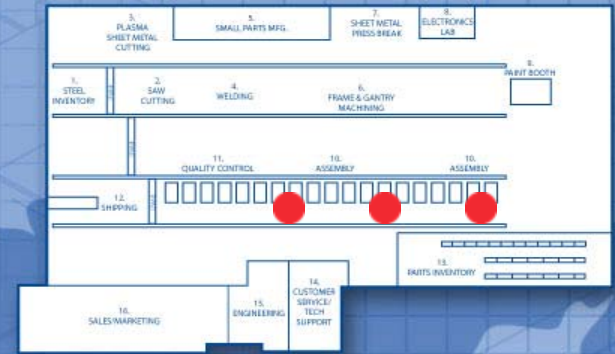 3.
PLASMA
SHEET METAL
CUTTING
5.
SMALL PARTS MFG.
7.
SHEET METAL
PRESS BREAK
8.
ELECTRONICS
LAB
9.
PAINT BOOTH
1.
STEEL
INVENTORY
2.
SAW
CUTTING
4.
WELDING
6.
FRAME & GANTRY
MACHINING
11.
QUALITY CONTROL
10.
ASSEMBLY
10.
ASSEMBLY
12.
SHIPPING
13.
PARTS INVENTORY
14.
CUSTOMER
SERVICE/
TECH
SUPPORT
15.
ENGINEERING
16.
SALES/MARKETING